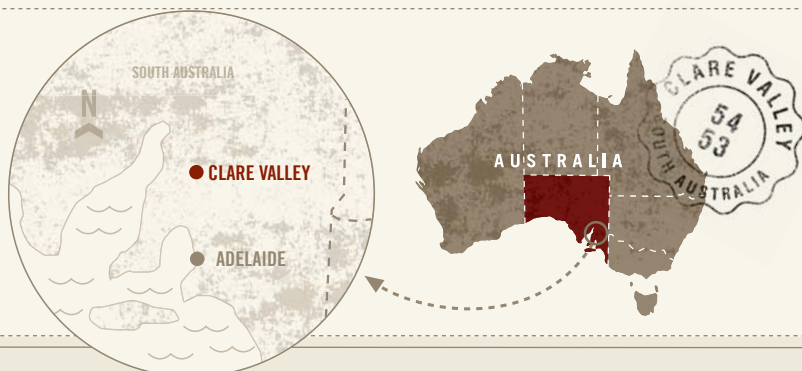 SOUTH AUSTRALIA
N
CLARE VALLEY
ADELAIDE
AUSTRALIA
CLARE VALLEY
54
53
SOUTH AUSTRALIA